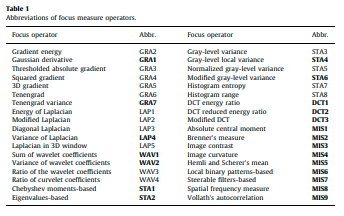 Table 1
Abbreviations of focus measure operators.
Focus operator Abbr. Focus operator Abbr.
Gradient energy GRA2 Gray-level variance STA3
Gaussian derivative GRA1 Gray-level local variance STA4
Thresholded absolute gradient GRA3 Normalized gray-level variance STA5
Squared gradient GRA4 Modified gray-level variance STA6
3D gradient GRA5 Histogram entropy STA7
Tenengrad GRA6 Histogram range STA8
Tenengrad variance GRA7 DCT energy ratio DCT1
Energy of Laplacian LAP1 DCT reduced energy ratio DCT2
Modified Laplacian LAP2 Modified DCT DCT3
Diagonal Laplacian LAP3 Absolute central moment MIS1
Variance of Laplacian LAP4 Brenner's measure MIS2
Laplacian in 3D window LAP5 Image contrast MIS3
Sum of wavelet coefficients WAV1 Image curvature MIS4
Variance of wavelet coefficients WAV2 Hemli and Scherer's mean MIS5
Ratio of the wavelet coefficients WAV3 Local binary patterns-based MIS6
Ratio of curvelet coefficients WAV4 Steerable filters-based MIS7
Chebyshev moments-based STA1 Spatial frequency measure MIS8
Eigenvalues-based STA2 Vollath's autocorrelation MIS9